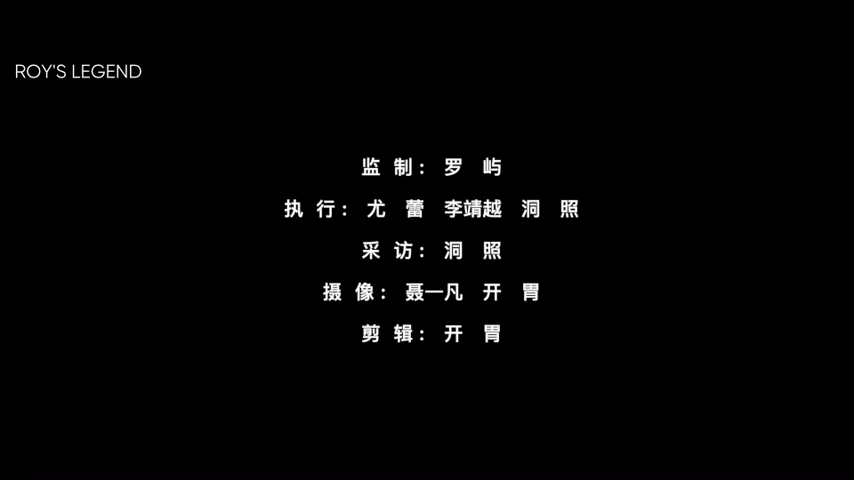 ROY'S LEGEND
监 制： 罗 屿
执 行： 尤 蕾 李靖越 洞 照
采 访： 洞 照
摄 像： 聂一凡 开 胃
剪 辑： 开 胃